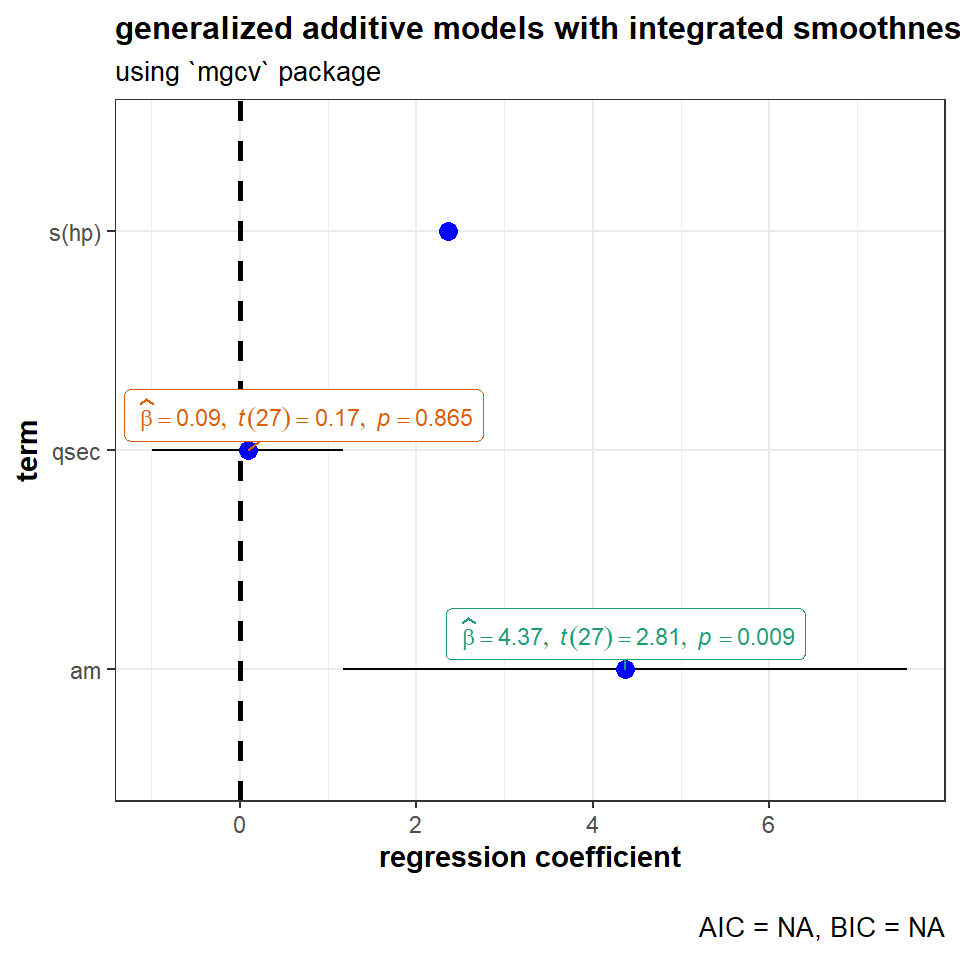 generalized additive models with integrated smoothnes
using `mgcv` package
s(hp)
β̂ = 0.09, t(27) = 0.17, p = 0.865
qsec
term
β̂ = 4.37, t(27) = 2.81, p = 0.009
am
0 2 4 6
regression coefficient
AIC = NA, BIC = NA